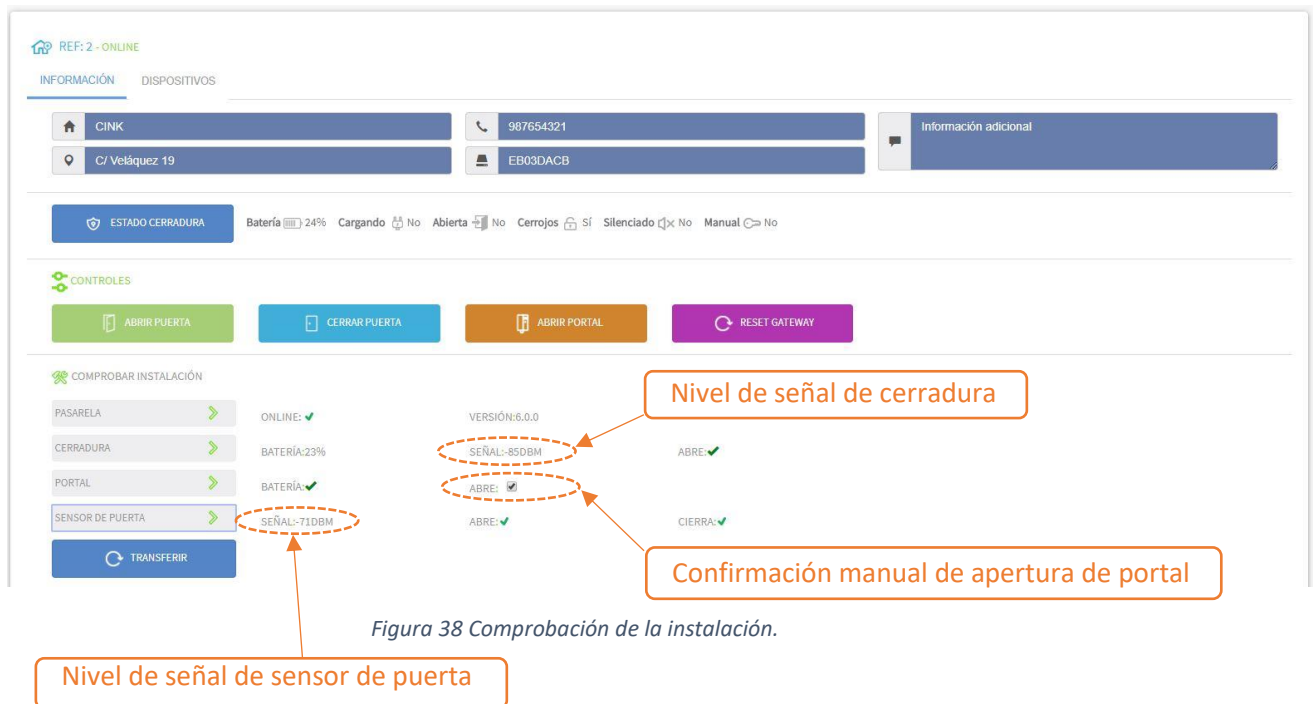 REF: 2 - ONLINE
INFORMACIÓN DISPOSITIVOS
CINK 987654321 Información adicional
C/ Veláquez 19 EB03DACB
ESTADO CERRADURA Batería 24% Cargando No Abierta No Cerrojos Sí Silenciado No Manual No
CONTROLES
ABRIR PUERTA CERRAR PUERTA ABRIR PORTAL RESET GATEWAY
COMPROBAR INSTALACIÓN
Nivel de señal de cerradura
PASARELA ONLINE: VERSIÓN:6.0.0
CERRADURA BATERÍA:23% SEÑAL:-85DBM ABRE:
PORTAL BATERÍA: ABRE:
SENSOR DE PUERTA SEÑAL:-71DBM ABRE: CIERRA:
TRANSFERIR
Confirmación manual de apertura de portal
Figura 38 Comprobación de la instalación.
Nivel de señal de sensor de puerta